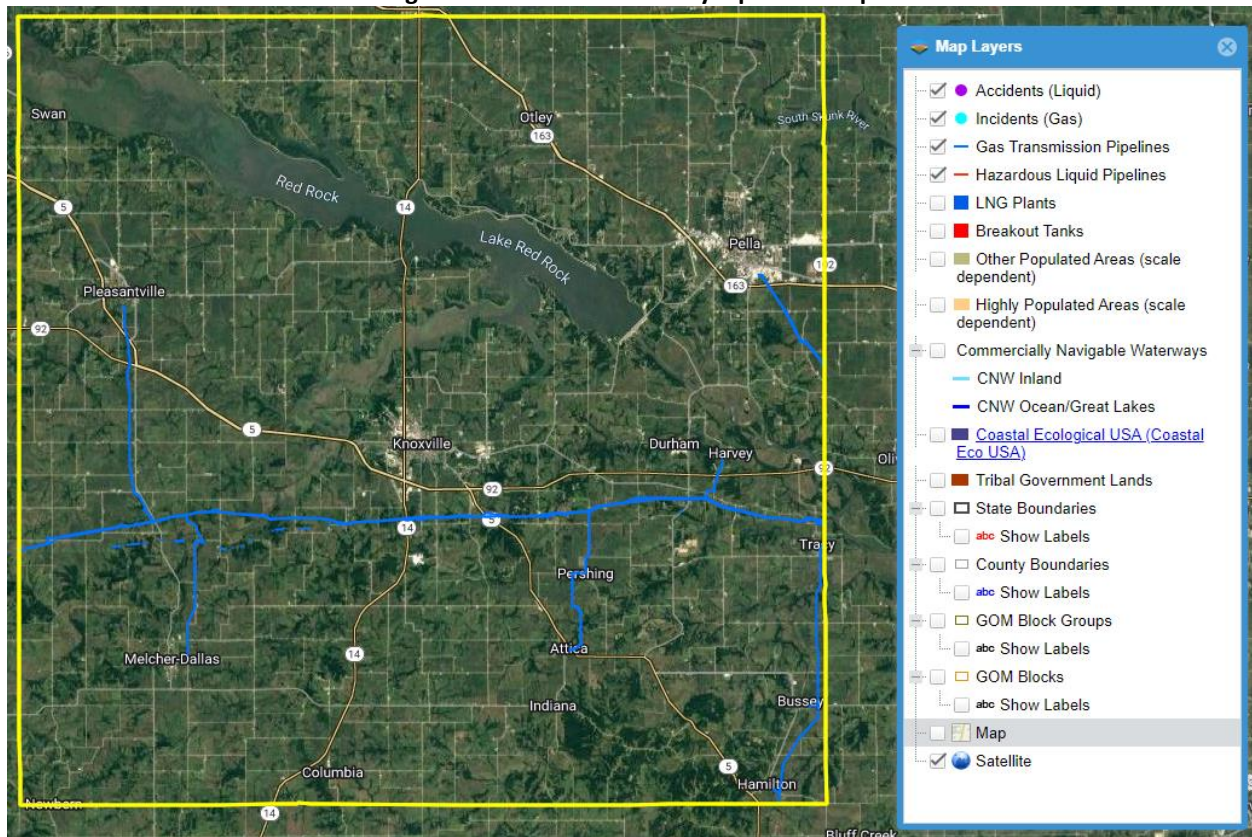 Swan
Otley
163
South Skunk River
5
Red Rock
14
Lake Red Rock
Pella
163
Pleasantville
92
5
Knoxville
Durham
Harvey
92
92
14
5
Tracy
Pershing
Melcher-Dallas
14
Attica
Indiana
Bussey
Columbia
5
Hamilton
Newbern
14
Bluff Creek
Map Layers
Accidents (Liquid)
Incidents (Gas)
Gas Transmission Pipelines
Hazardous Liquid Pipelines
LNG Plants
Breakout Tanks
Other Populated Areas (scale
dependent)
Highly Populated Areas (scale
dependent)
Commercially Navigable Waterways
CNW Inland
CNW Ocean/Great Lakes
Coastal Ecological USA (Coastal
Eco USA)
Tribal Government Lands
State Boundaries
abc Show Labels
County Boundaries
abc Show Labels
GOM Block Groups
abc Show Labels
GOM Blocks
abc Show Labels
Map
Satellite